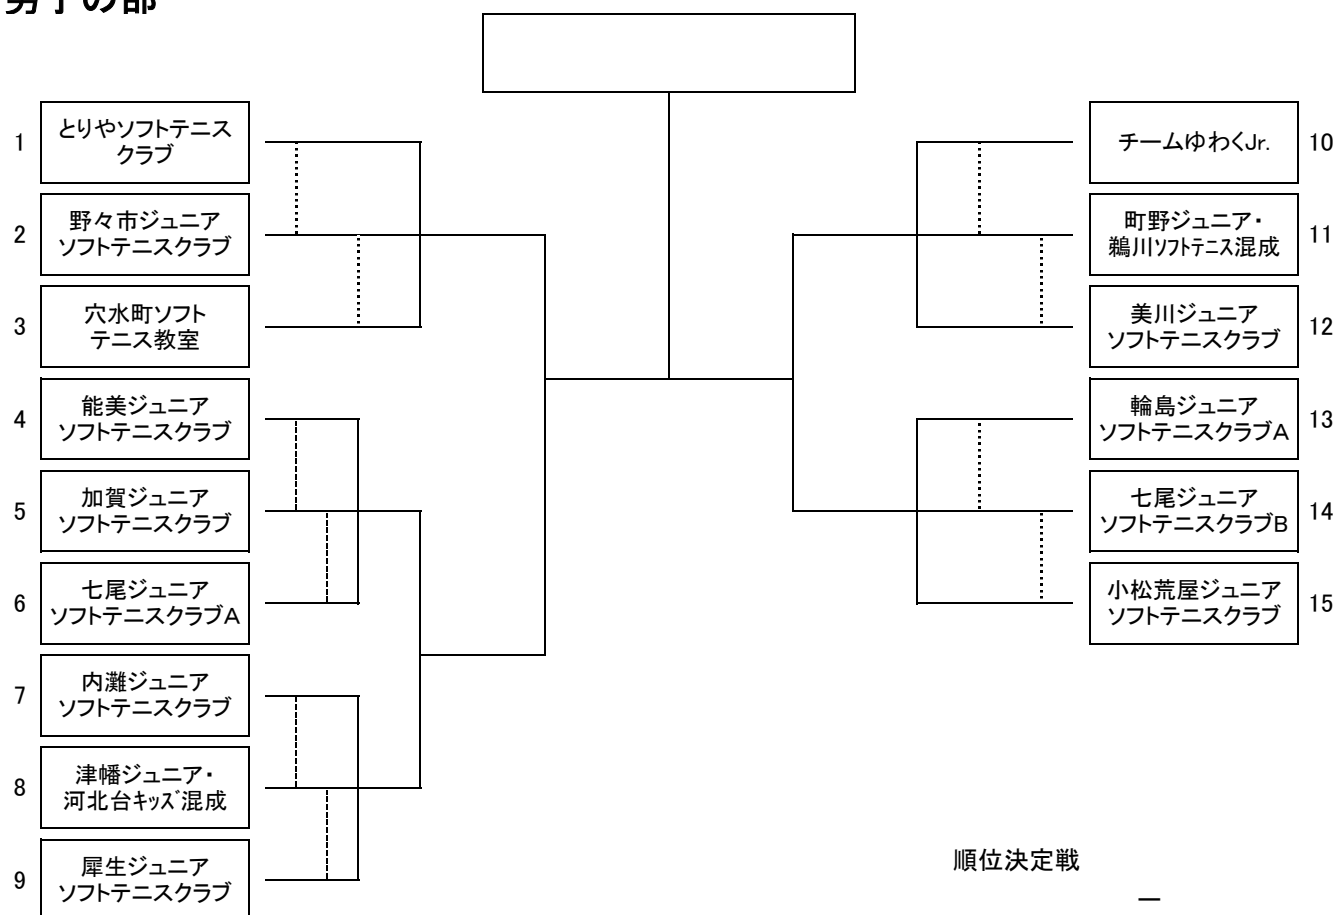 男子の部
1
とりやソフトテニス
クラブ
2
野々市ジュニア
ソフトテニスクラブ
3
穴水町ソフト
テニス教室
4
能美ジュニア
ソフトテニスクラブ
5
加賀ジュニア
ソフトテニスクラブ
6
七尾ジュニア
ソフトテニスクラブA
7
内灘ジュニア
ソフトテニスクラブ
8
津幡ジュニア・
河北台キッズ混成
9
犀生ジュニア
ソフトテニスクラブ
チームゆわくJr.
10
町野ジュニア・
鵜川ソフトテニス混成
11
美川ジュニア
ソフトテニスクラブ
12
輪島ジュニア
ソフトテニスクラブA
13
七尾ジュニア
ソフトテニスクラブB
14
小松荒屋ジュニア
ソフトテニスクラブ
15
順位決定戦
ー